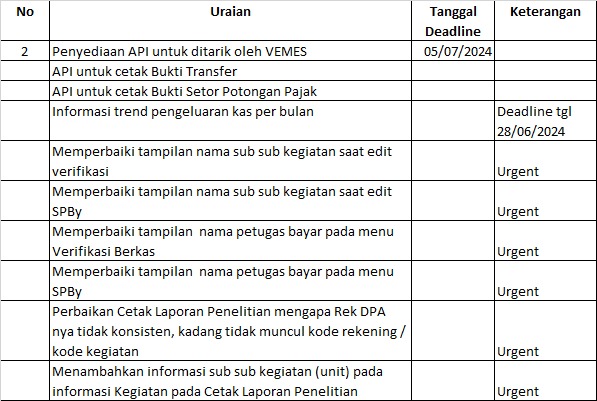 No Uraian Tanggal Deadline Keterangan
2 Penyediaan API untuk ditarik oleh VEMES 05/07/2024
API untuk cetak Bukti Transfer
API untuk cetak Bukti Setor Potongan Pajak
Informasi trend pengeluaran kas per bulan Deadline tgl
28/06/2024
Memperbaiki tampilan nama sub sub kegiatan saat edit
verifikasi Urgent
Memperbaiki tampilan nama sub sub kegiatan saat edit
SPBy Urgent
Memperbaiki tampilan  nama petugas bayar pada menu
Verifikasi Berkas Urgent
Memperbaiki tampilan  nama petugas bayar pada menu
SPBy Urgent
Perbaikan Cetak Laporan Penelitian mengapa Rek DPA
nya tidak konsisten, kadang tidak muncul kode rekening /
kode kegiatan Urgent
Menambahkan informasi sub sub kegiatan (unit) pada
informasi Kegiatan pada Cetak Laporan Penelitian Urgent